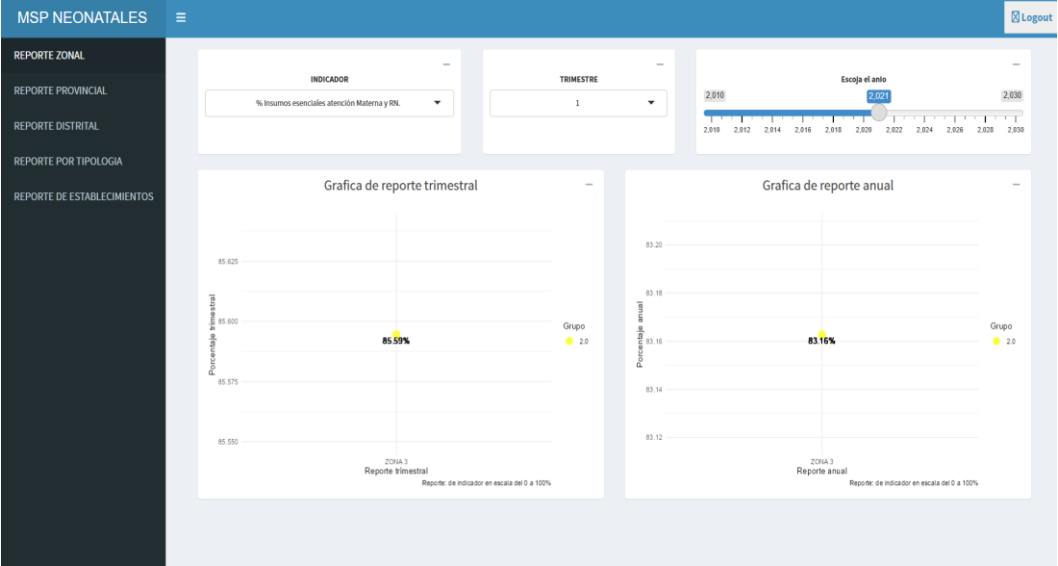 MSP NEONATALES
Logout
REPORTE ZONAL
REPORTE PROVINCIAL
REPORTE DISTRITAL
REPORTE POR TIPOLOGIA
REPORTE DE ESTABLECIMIENTOS
INDICADOR
% Insumos esenciales atención Materna y RN.
TRIMESTRE
1
Escoja el anio
2,010 2,021 2,030
2,010 2,012 2,014 2,016 2,018 2,020 2,022 2,024 2,026 2,028 2,030
Grafica de reporte trimestral
Porcentaje trimestral
85.625
85.600
85.575
85.550
85.59%
Grupo
2.0
ZONA 3
Reporte trimestral
Reporte: de indicador en escala del 0 a 100%
Grafica de reporte anual
Porcentaje anual
83.20
83.18
83.16
83.14
83.12
83.16%
Grupo
2.0
ZONA 3
Reporte anual
Reporte: de indicador en escala del 0 a 100%